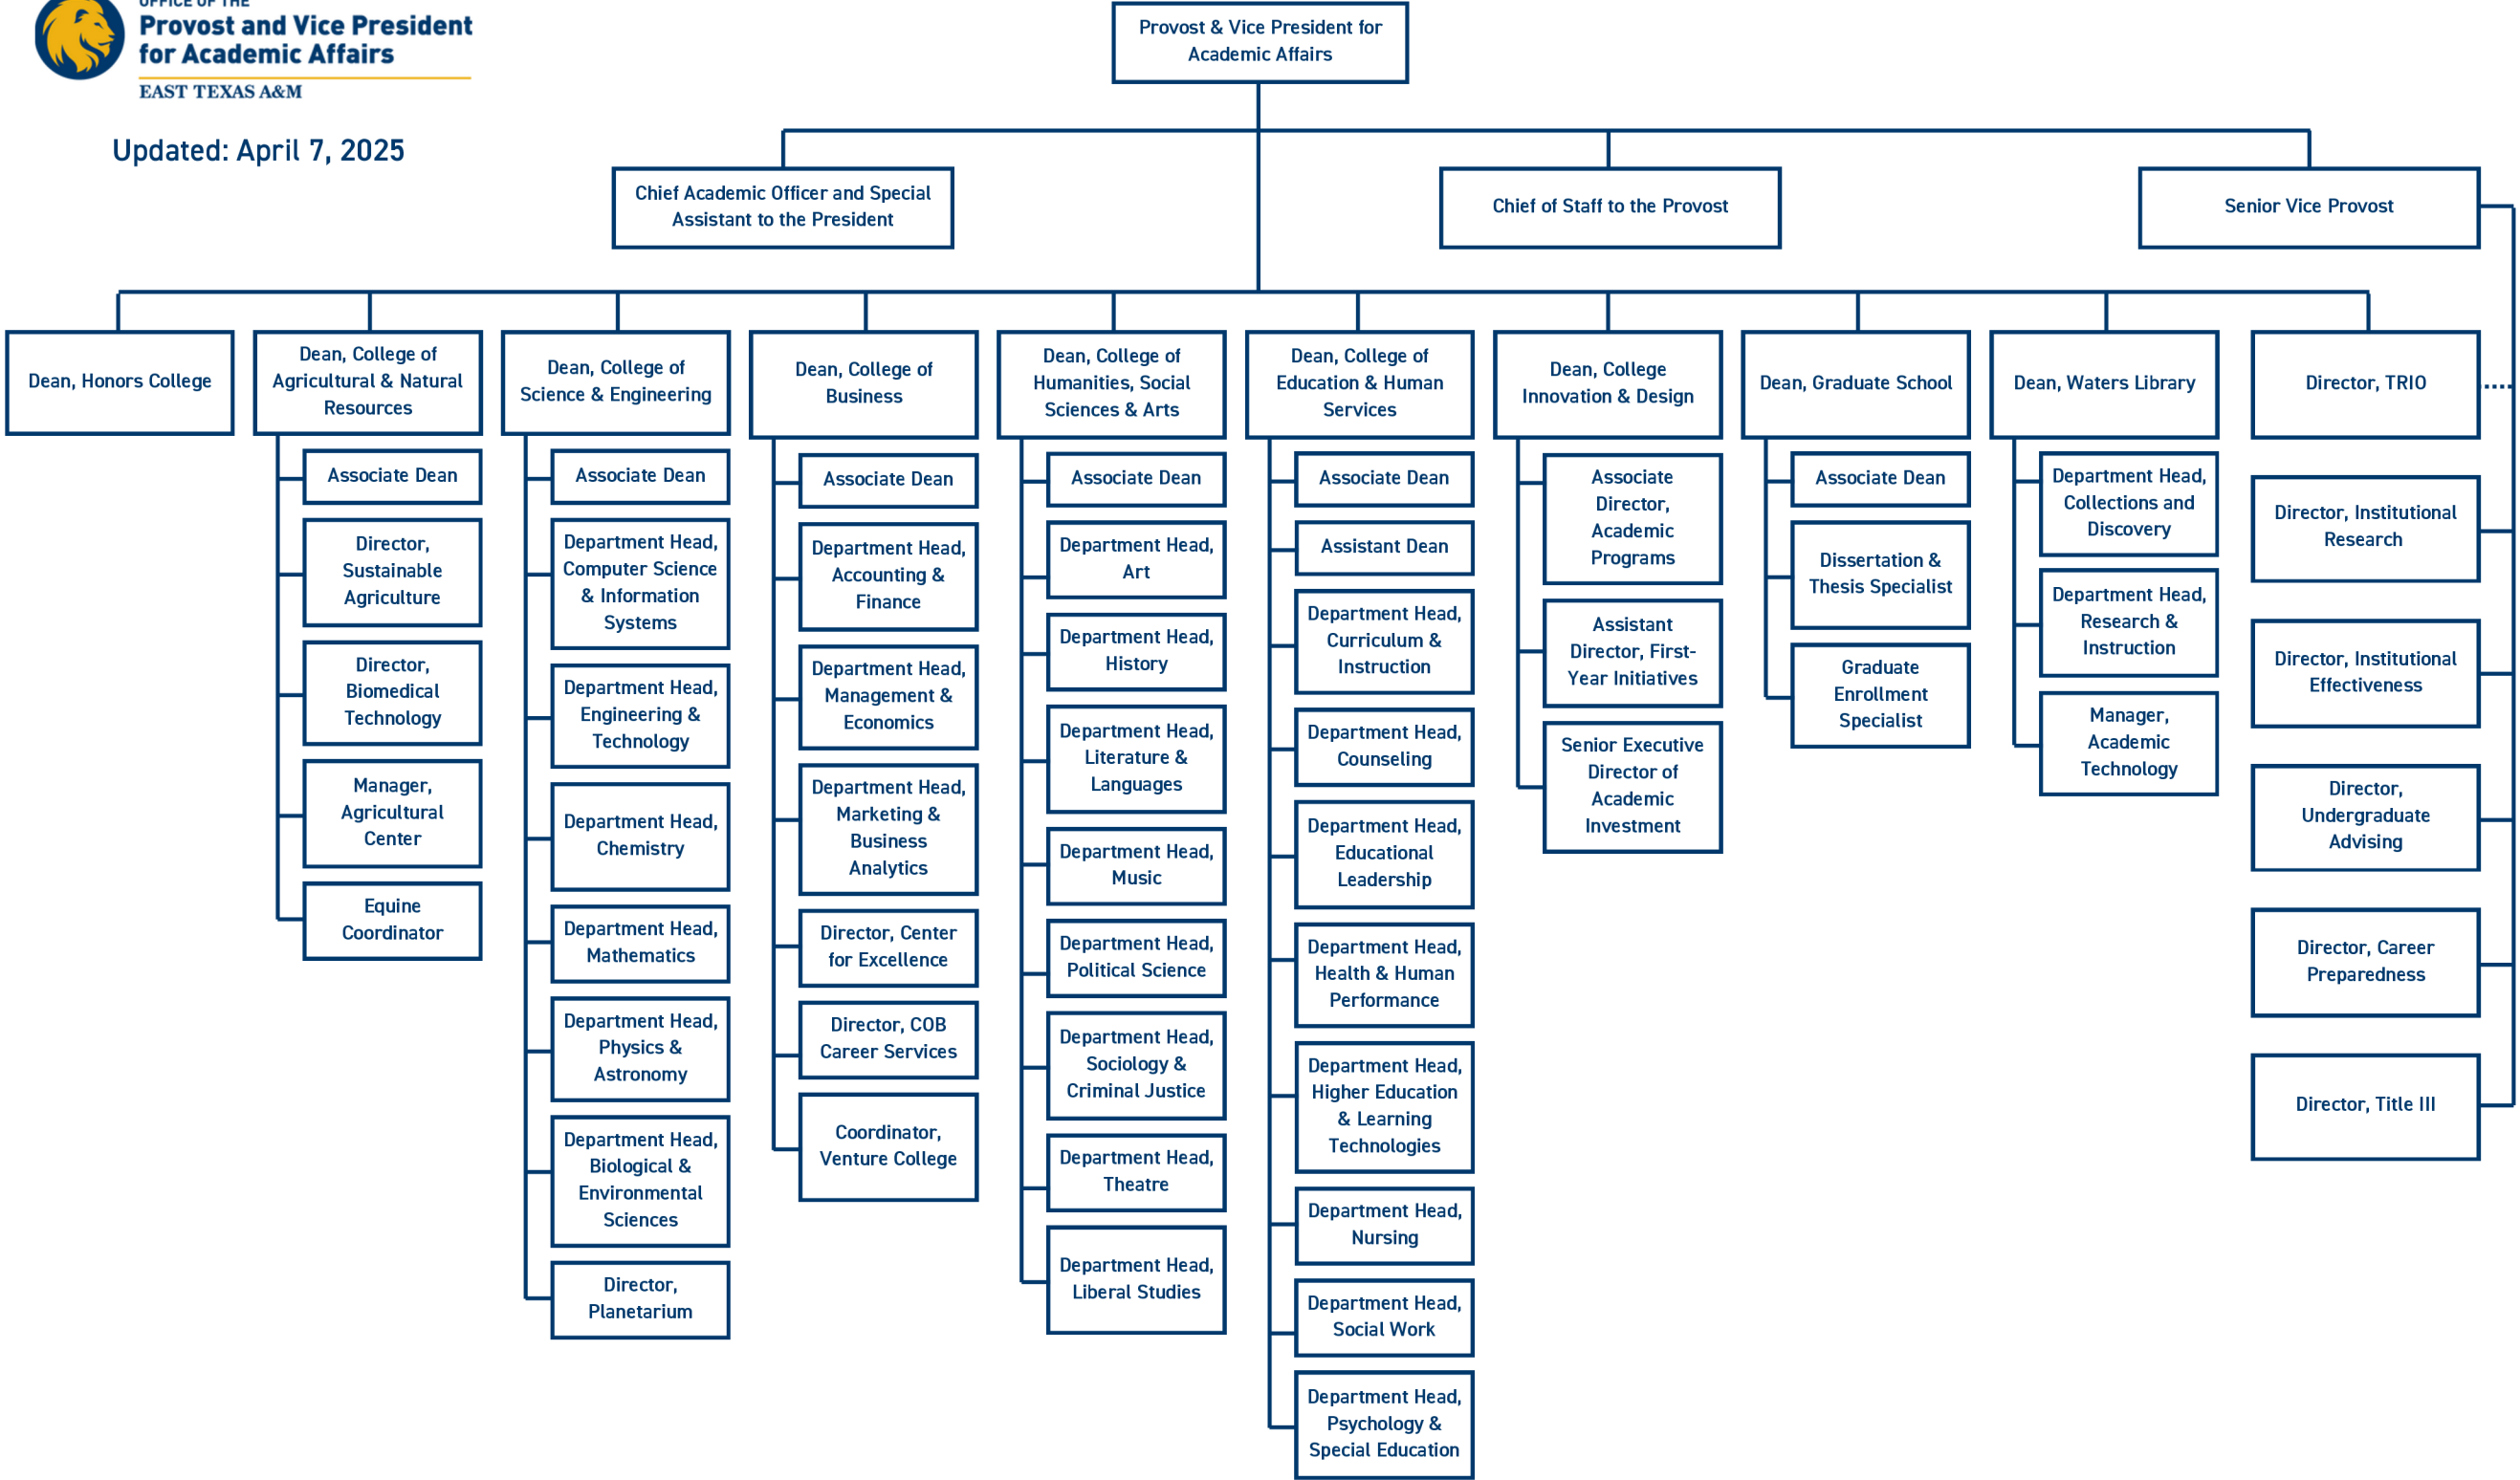 OFFICE OF THE
Provost and Vice President
for Academic Affairs
EAST TEXAS A&M
Updated: April 7, 2025
Provost & Vice President for
Academic Affairs
Chief Academic Officer and Special
Assistant to the President
Chief of Staff to the Provost
Senior Vice Provost
Dean, Honors College
Dean, College of
Agricultural & Natural
Resources
Associate Dean
Director,
Sustainable
Agriculture
Director,
Biomedical
Technology
Manager,
Agricultural
Center
Equine
Coordinator
Dean, College of
Science & Engineering
Associate Dean
Department Head,
Computer Science
& Information
Systems
Department Head,
Engineering &
Technology
Department Head,
Chemistry
Department Head,
Mathematics
Department Head,
Physics &
Astronomy
Department Head,
Biological &
Environmental
Sciences
Director,
Planetarium
Dean, College of
Business
Associate Dean
Department Head,
Accounting &
Finance
Department Head,
Management &
Economics
Department Head,
Marketing &
Business
Analytics
Director, Center
for Excellence
Director, COB
Career Services
Coordinator,
Venture College
Dean, College of
Humanities, Social
Sciences & Arts
Associate Dean
Department Head,
Art
Department Head,
History
Department Head,
Literature &
Languages
Department Head,
Music
Department Head,
Political Science
Department Head,
Sociology &
Criminal Justice
Department Head,
Theatre
Department Head,
Liberal Studies
Dean, College of
Education & Human
Services
Associate Dean
Assistant Dean
Department Head,
Curriculum &
Instruction
Department Head,
Counseling
Department Head,
Educational
Leadership
Department Head,
Health & Human
Performance
Department Head,
Higher Education
& Learning
Technologies
Department Head,
Nursing
Department Head,
Social Work
Department Head,
Psychology &
Special Education
Dean, College
Innovation & Design
Associate
Director,
Academic
Programs
Assistant
Director, First-
Year Initiatives
Senior Executive
Director of
Academic
Investment
Dean, Graduate School
Associate Dean
Dissertation &
Thesis Specialist
Graduate
Enrollment
Specialist
Dean, Waters Library
Department Head,
Collections and
Discovery
Department Head,
Research &
Instruction
Manager,
Academic
Technology
Director, TRIO
Director, Institutional
Research
Director, Institutional
Effectiveness
Director,
Undergraduate
Advising
Director, Career
Preparedness
Director, Title III